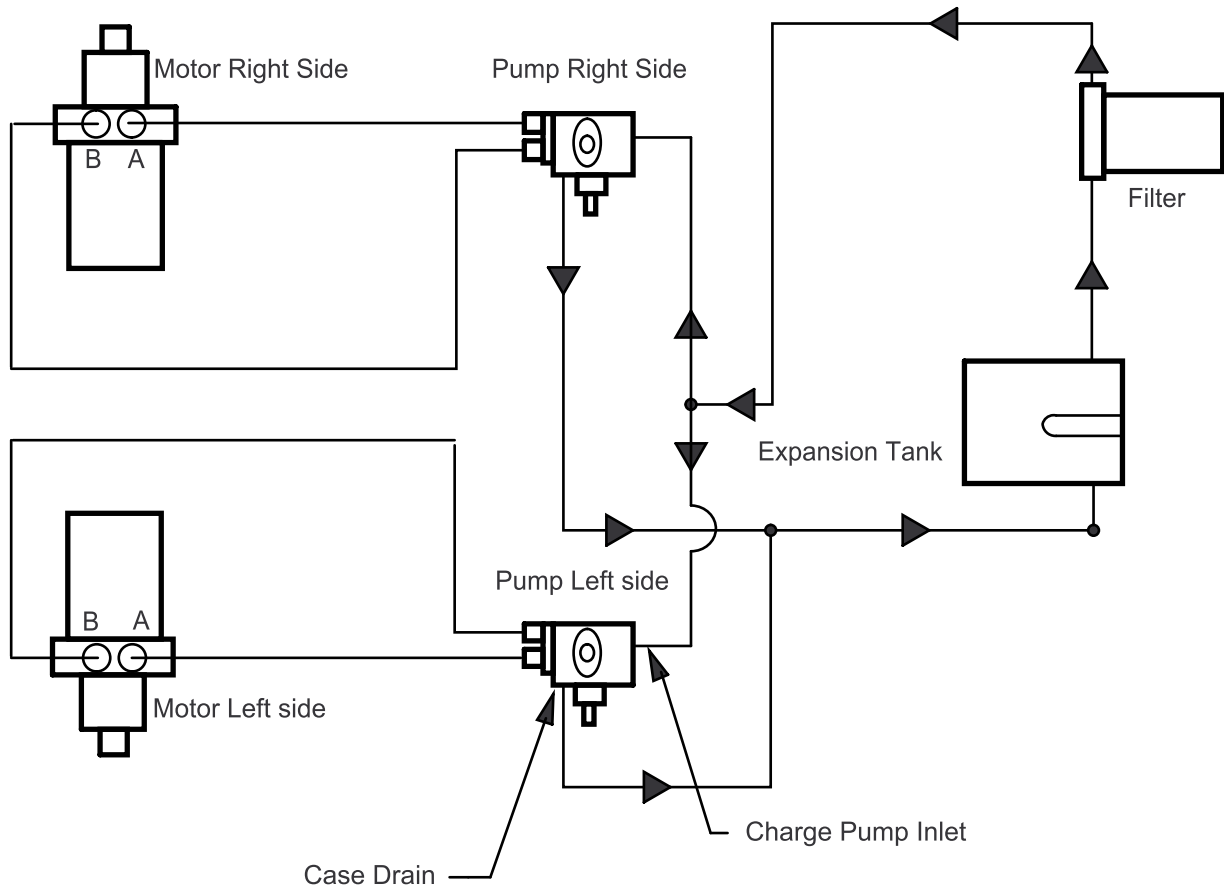 Motor Right Side
Pump Right Side
B A
Filter
Expansion Tank
Pump Left side
B A
Motor Left side
Charge Pump Inlet
Case Drain